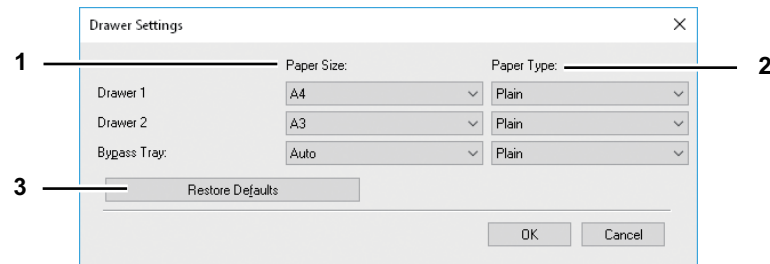 Drawer Settings
1 Paper Size: Paper Type: 2
Drawer 1 A4 Plain
Drawer 2 A3 Plain
Bypass Tray: Auto Plain
3 Restore Defaults
OK Cancel